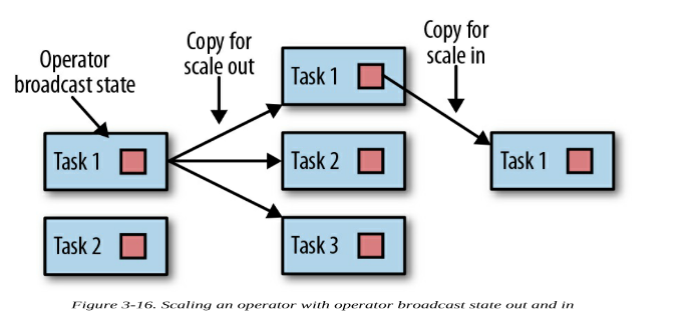 Operator
broadcast state
Copy for
scale out
Copy for
scale in
Task 1
Task 2
Task 1
Task 2
Task 3
Task 1
Figure 3-16. Scaling an operator with operator broadcast state out and in